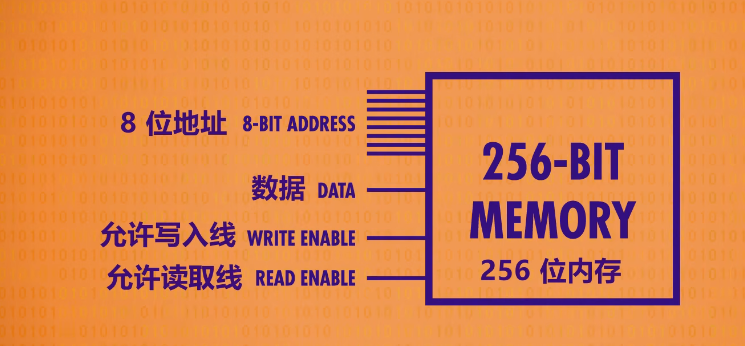 8 位地址 8-BIT ADDRESS
数据 DATA
允许写入线 WRITE ENABLE
允许读取线 READ ENABLE
256-BIT
MEMORY
256 位内存